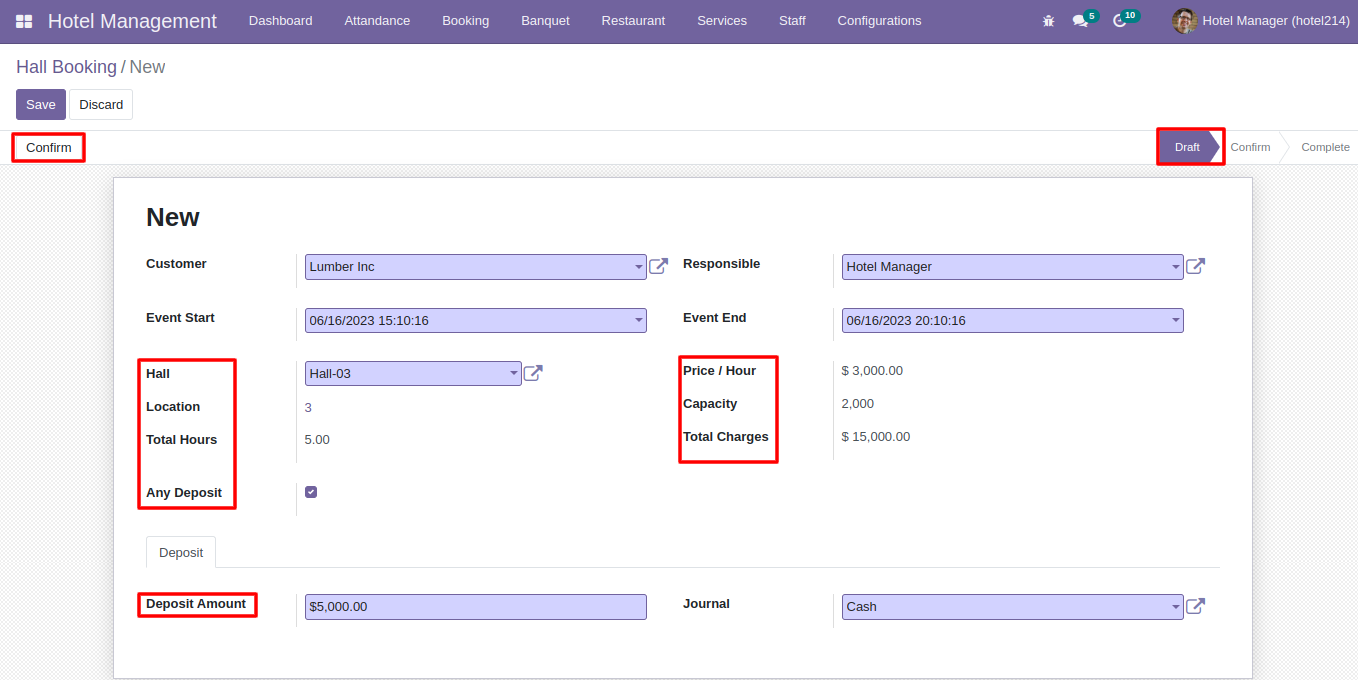 Hotel Management Dashboard Attendance Booking Banquet Restaurant Services Staff Configurations 5 10 Hotel Manager (hotel214)
Hall Booking / New
Save Discard
Confirm Draft Confirm Complete
New
Customer Lumber Inc Responsible Hotel Manager
Event Start 06/16/2023 15:10:16 Event End 06/16/2023 20:10:16
Hall Hall-03 Price / Hour $ 3,000.00
Location 3 Capacity 2,000
Total Hours 5.00 Total Charges $ 15,000.00
Any Deposit
Deposit
Deposit Amount $5,000.00 Journal Cash